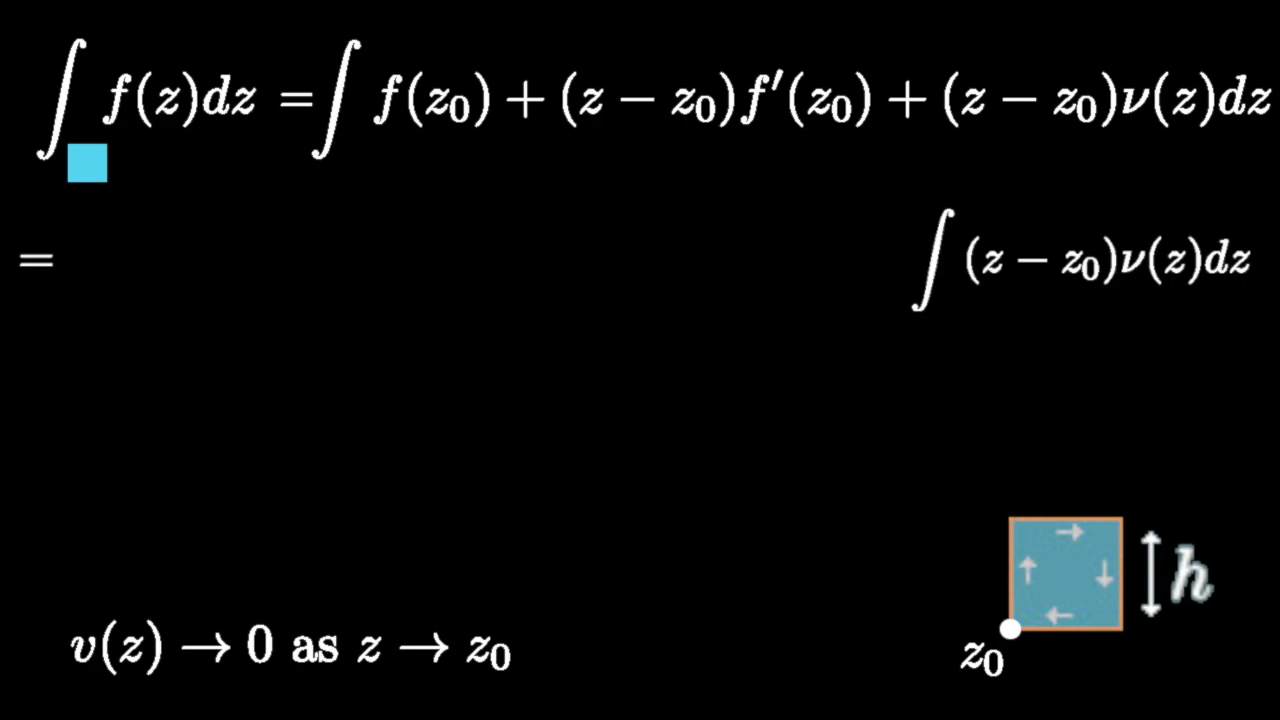 ∫ f(z)dz = ∫ f(z₀) + (z − z₀)f′(z₀) + (z − z₀)ν(z)dz
= ∫ (z − z₀)ν(z)dz
h
v(z) → 0 as z → z₀
z₀